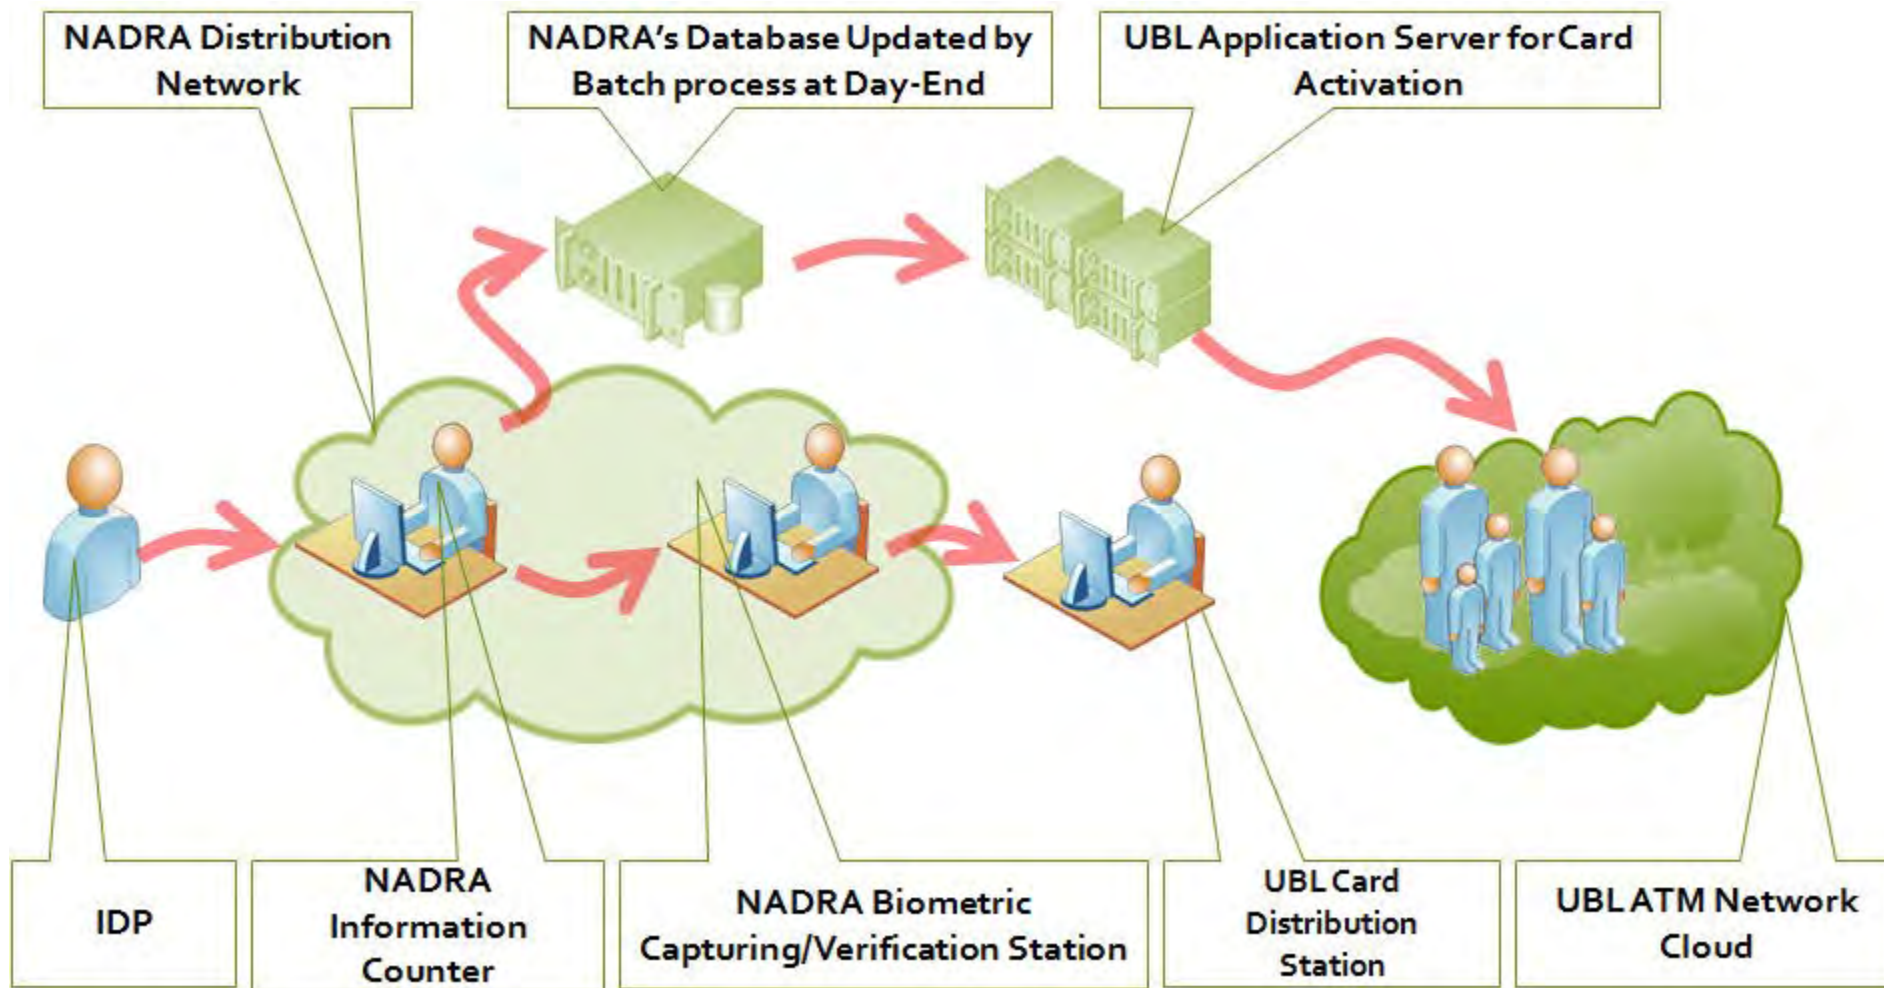 NADRA Distribution
Network
NADRA's Database Updated by
Batch process at Day-End
UBL Application Server for Card
Activation
IDP
NADRA
Information
Counter
NADRA Biometric
Capturing/Verification Station
UBL Card
Distribution
Station
UBL ATM Network
Cloud